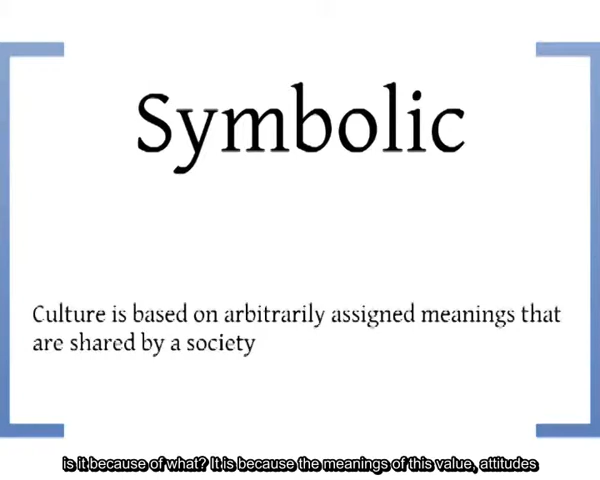 Symbolic
Culture is based on arbitrarily assigned meanings that
are shared by a society
is it because of what? It is because the meanings of this value, attitudes